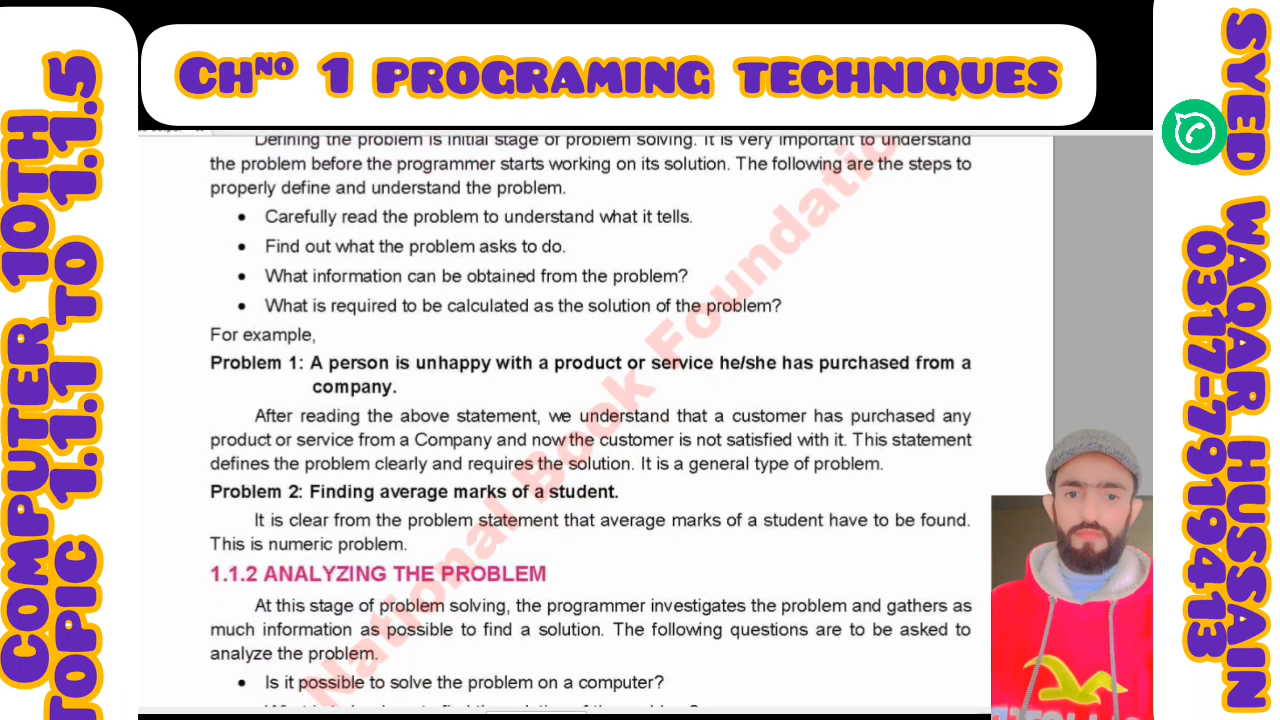 CHNO 1 PROGRAMING TECHNIQUES
COMPUTER 10TH
TOPIC 1.1.1 TO 1.1.5
Defining the problem is initial stage of problem solving. It is very important to understand
the problem before the programmer starts working on its solution. The following are the steps to
properly define and understand the problem.
• Carefully read the problem to understand what it tells.
• Find out what the problem asks to do.
• What information can be obtained from the problem?
• What is required to be calculated as the solution of the problem?
For example,
Problem 1: A person is unhappy with a product or service he/she has purchased from a
company.
After reading the above statement, we understand that a customer has purchased any
product or service from a Company and now the customer is not satisfied with it. This statement
defines the problem clearly and requires the solution. It is a general type of problem.
Problem 2: Finding average marks of a student.
It is clear from the problem statement that average marks of a student have to be found.
This is numeric problem.
1.1.2 ANALYZING THE PROBLEM
At this stage of problem solving, the programmer investigates the problem and gathers as
much information as possible to find a solution. The following questions are to be asked to
analyze the problem.
• Is it possible to solve the problem on a computer?
National Book Foundatio
SYED WAQAR HUSSAIN
0317-7919413